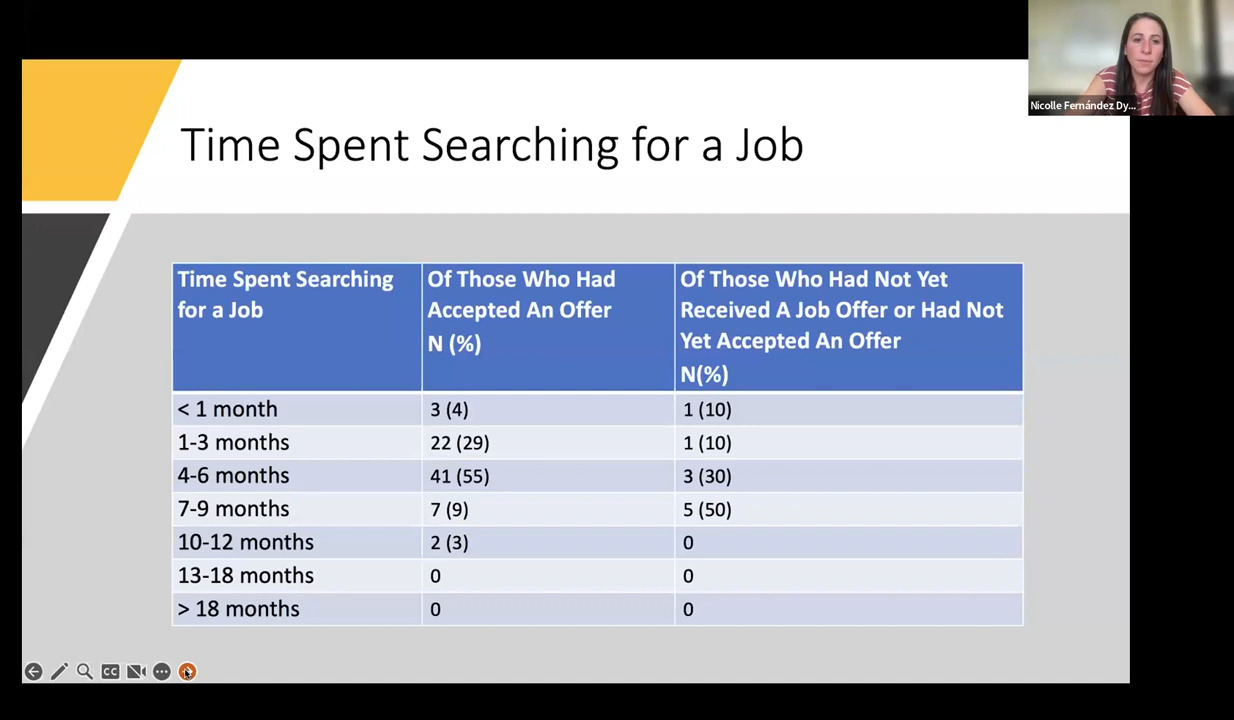 Nicolle Fernández Dy...
Time Spent Searching for a Job
Time Spent Searching
for a Job
Of Those Who Had
Accepted An Offer
N (%)
Of Those Who Had Not Yet
Received A Job Offer or Had Not
Yet Accepted An Offer
N(%)
< 1 month 3 (4) 1 (10)
1-3 months 22 (29) 1 (10)
4-6 months 41 (55) 3 (30)
7-9 months 7 (9) 5 (50)
10-12 months 2 (3) 0
13-18 months 0 0
> 18 months 0 0
CC